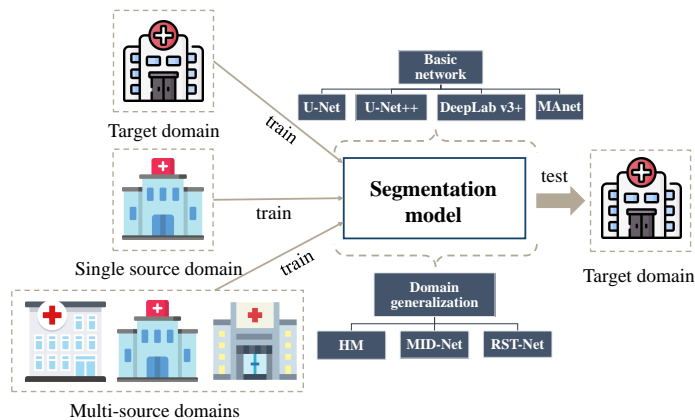 Basic
network
U-Net
U-Net++
DeepLab v3+
MAnet
Target domain
train
Segmentation
model
test
train
Single source domain
train
Target domain
Domain
generalization
HM
MID-Net
RST-Net
Multi-source domains